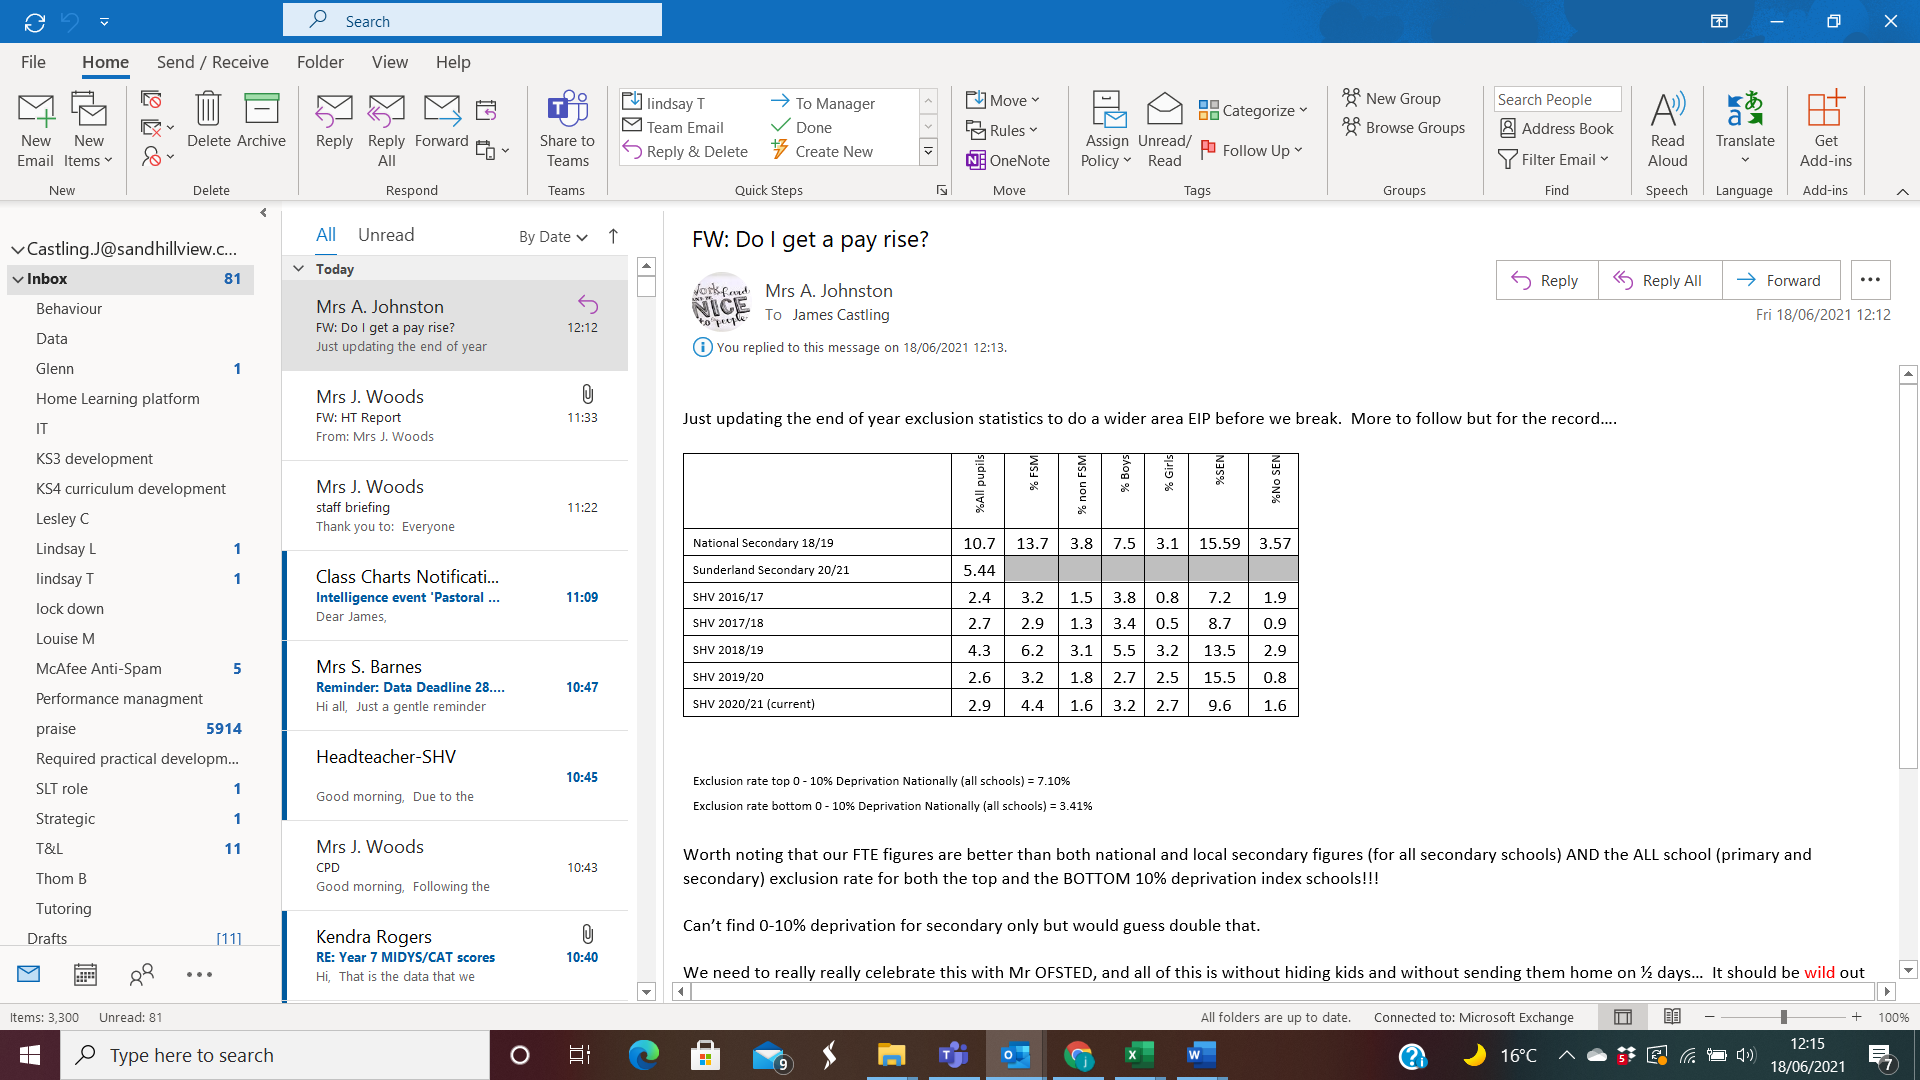 Search
File Home Send / Receive Folder View Help
New Email
New Items
New
Delete
Archive
Delete
Reply
Reply All
Forward
Respond
Share to Teams
Teams
lindsay T
To Manager
Team Email
Done
Reply & Delete
Create New
Quick Steps
Move
Rules
OneNote
Move
Assign Policy
Unread/ Read
Categorize
Follow Up
Tags
New Group
Browse Groups
Groups
Search People
Address Book
Filter Email
Find
Read Aloud
Speech
Translate
Language
Get Add-ins
Add-ins
Castling.J@sandhillview.c...
Inbox 81
Behaviour
Data
Glenn 1
Home Learning platform
IT
KS3 development
KS4 curriculum development
Lesley C
Lindsay L 1
lindsay T 1
lock down
Louise M
McAfee Anti-Spam 5
Performance managment
praise 5914
Required practical developm...
SLT role 1
Strategic 1
T&L 11
Thom B
Tutoring
Drafts [11]
All Unread By Date
Today
Mrs A. Johnston
FW: Do I get a pay rise? 12:12
Just updating the end of year
Mrs J. Woods
FW: HT Report 11:33
From: Mrs J. Woods
Mrs J. Woods
staff briefing 11:22
Thank you to: Everyone
Class Charts Notificati...
Intelligence event 'Pastoral ... 11:09
Dear James,
Mrs S. Barnes
Reminder: Data Deadline 28.... 10:47
Hi all, Just a gentle reminder
Headteacher-SHV
10:45
Good morning, Due to the
Mrs J. Woods
CPD 10:43
Good morning, Following the
Kendra Rogers
RE: Year 7 MIDYS/CAT scores 10:40
Hi, That is the data that we
FW: Do I get a pay rise?
work hard
NICE
to people
Mrs A. Johnston
To James Castling
Reply Reply All Forward
Fri 18/06/2021 12:12
You replied to this message on 18/06/2021 12:13.
Just updating the end of year exclusion statistics to do a wider area EIP before we break. More to follow but for the record....
%All pupils % FSM % non FSM % Boys % Girls %SEN %No SEN
National Secondary 18/19 10.7 13.7 3.8 7.5 3.1 15.59 3.57
Sunderland Secondary 20/21 5.44
SHV 2016/17 2.4 3.2 1.5 3.8 0.8 7.2 1.9
SHV 2017/18 2.7 2.9 1.3 3.4 0.5 8.7 0.9
SHV 2018/19 4.3 6.2 3.1 5.5 3.2 13.5 2.9
SHV 2019/20 2.6 3.2 1.8 2.7 2.5 15.5 0.8
SHV 2020/21 (current) 2.9 4.4 1.6 3.2 2.7 9.6 1.6
Exclusion rate top 0 - 10% Deprivation Nationally (all schools) = 7.10%
Exclusion rate bottom 0 - 10% Deprivation Nationally (all schools) = 3.41%
Worth noting that our FTE figures are better than both national and local secondary figures (for all secondary schools) AND the ALL school (primary and
secondary) exclusion rate for both the top and the BOTTOM 10% deprivation index schools!!!
Can't find 0-10% deprivation for secondary only but would guess double that.
We need to really really celebrate this with Mr OFSTED, and all of this is without hiding kids and without sending them home on ½ days... It should be wild out
Items: 3,300 Unread: 81
All folders are up to date. Connected to: Microsoft Exchange 100%
Type here to search
9
5
16°C
12:15
18/06/2021
7